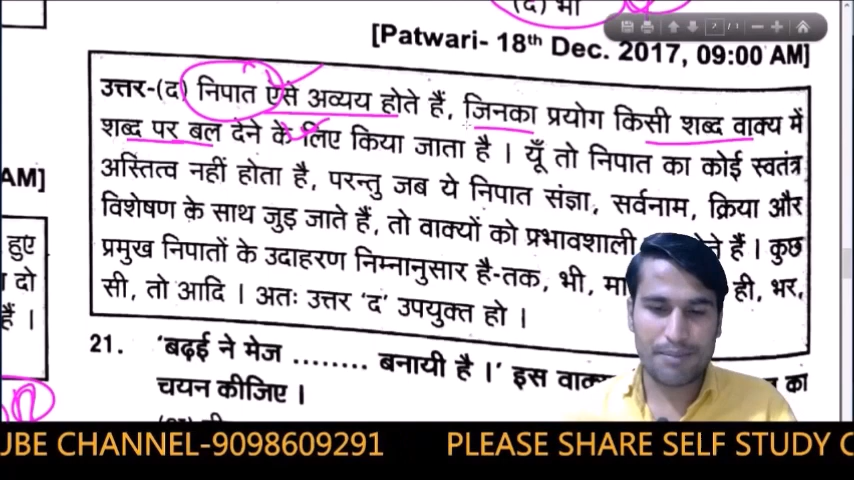 (द) भी
2 / 3
[Patwari- 18th Dec. 2017, 09:00 AM]
उत्तर-(द) निपात ऐसे अव्यय होते हैं, जिनका प्रयोग किसी शब्द वाक्य में
शब्द पर बल देने के लिए किया जाता है । यूँ तो निपात का कोई स्वतंत्र
अस्तित्व नहीं होता है, परन्तु जब ये निपात संज्ञा, सर्वनाम, क्रिया और
विशेषण के साथ जुड़ जाते हैं, तो वाक्यों को प्रभावशाली हैं । कुछ
प्रमुख निपातों के उदाहरण निम्नानुसार है-तक, भी, ही, भर,
सी, तो आदि । अतः उत्तर ‘द’ उपयुक्त हो ।
AM]
हुए
दो
हैं ।
21. ‘बढ़ई ने मेज ........ बनायी है ।’ इस का
चयन कीजिए ।
UBE CHANNEL-9098609291 PLEASE SHARE SELF STUDY C